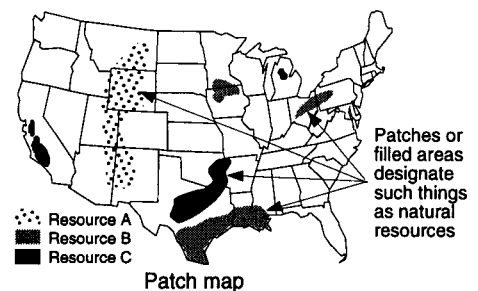 Patches or
filled areas
designate
such things
as natural
resources
Resource A
Resource B
Resource C
Patch map